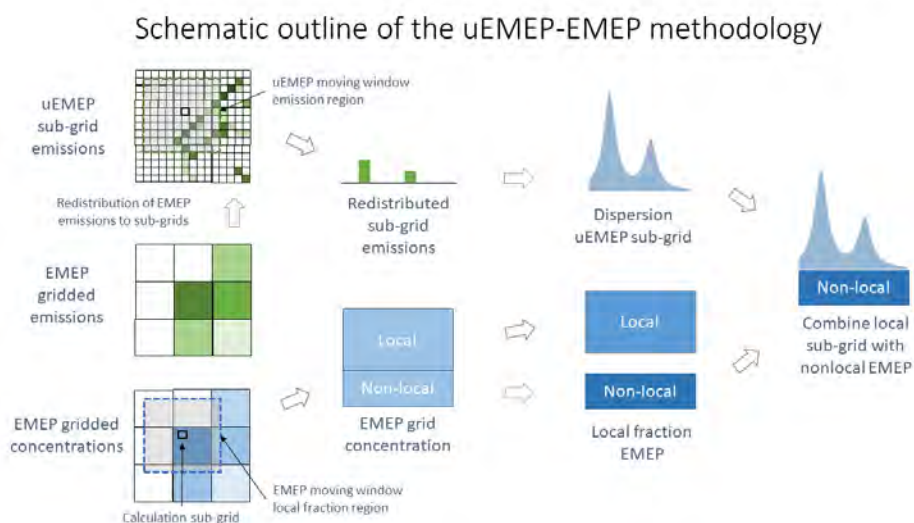 Schematic outline of the uEMEP-EMEP methodology
uEMEP
sub-grid
emissions
uEMEP moving window
emission region
Redistribution of EMEP
emissions to sub-grids
Redistributed
sub-grid
emissions
Dispersion
uEMEP sub-grid
EMEP
gridded
emissions
Local
Non-local
EMEP grid
concentration
Local
Non-local
Local fraction
EMEP
Non-local
Combine local
sub-grid with
nonlocal EMEP
EMEP gridded
concentrations
EMEP moving window
local fraction region
Calculation sub-grid